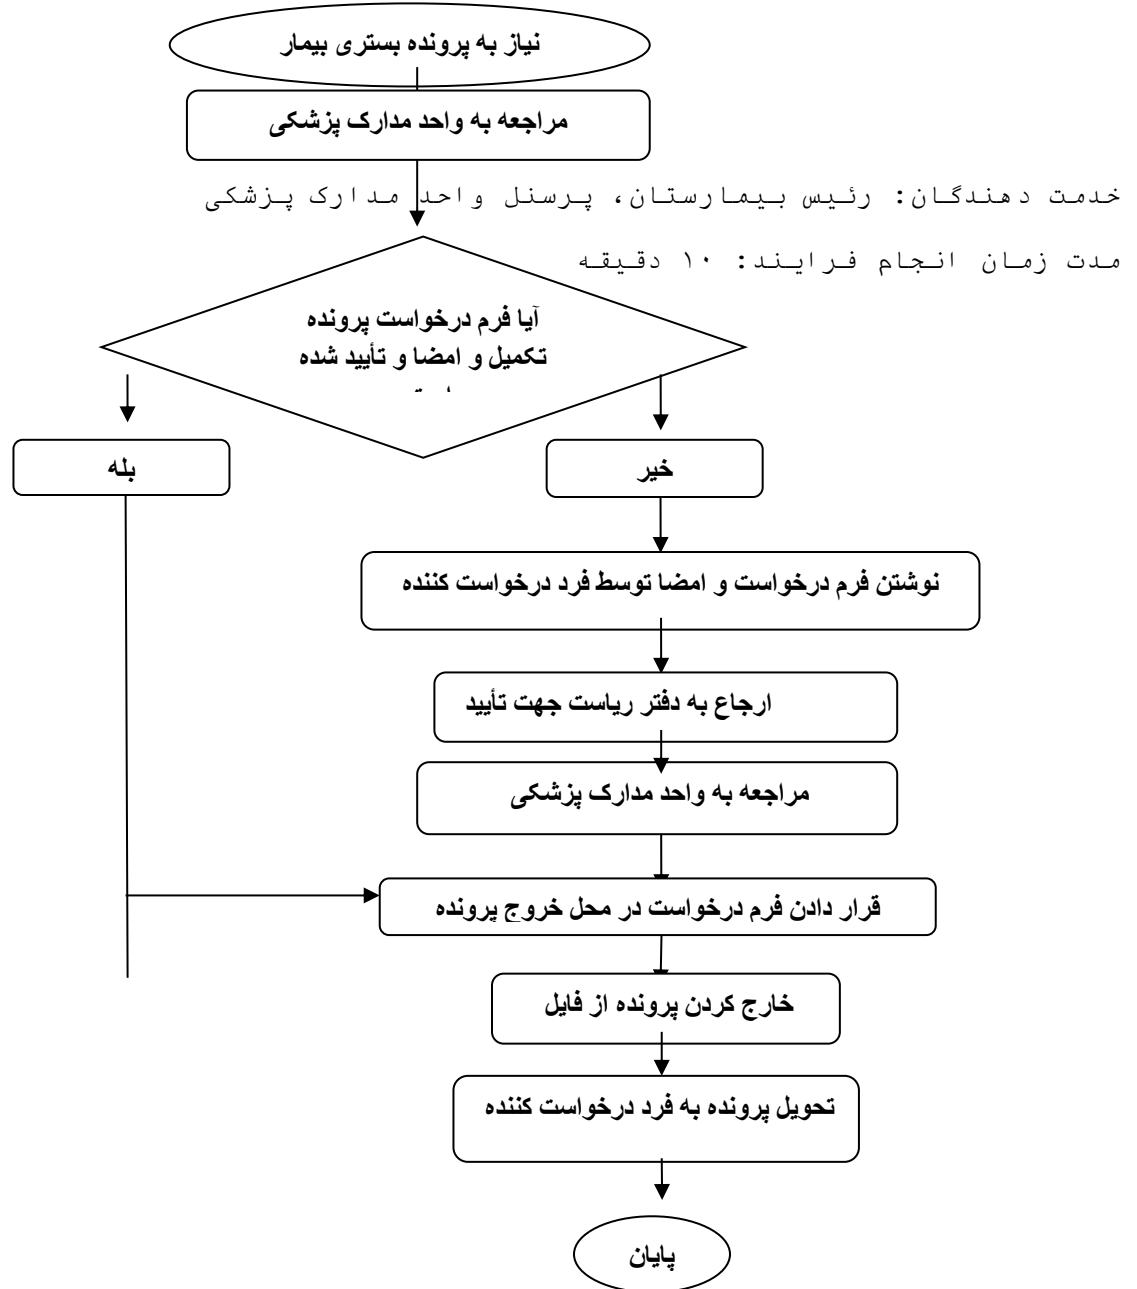 نیاز به پرونده بستری بیمار
مراجعه به واحد مدارک پزشکی
خدمت دهندگان: رئیس بیمارستان، پرسنل واحد مدارک پزشکی
مدت زمان انجام فرایند: ۱۰ دقیقه
آیا فرم درخواست پرونده
تکمیل و امضا و تأیید شده
بله
خیر
نوشتن فرم درخواست و امضا توسط فرد درخواست کننده
ارجاع به دفتر ریاست جهت تأیید
مراجعه به واحد مدارک پزشکی
قرار دادن فرم درخواست در محل خروج پرونده
خارج کردن پرونده از فایل
تحویل پرونده به فرد درخواست کننده
پایان